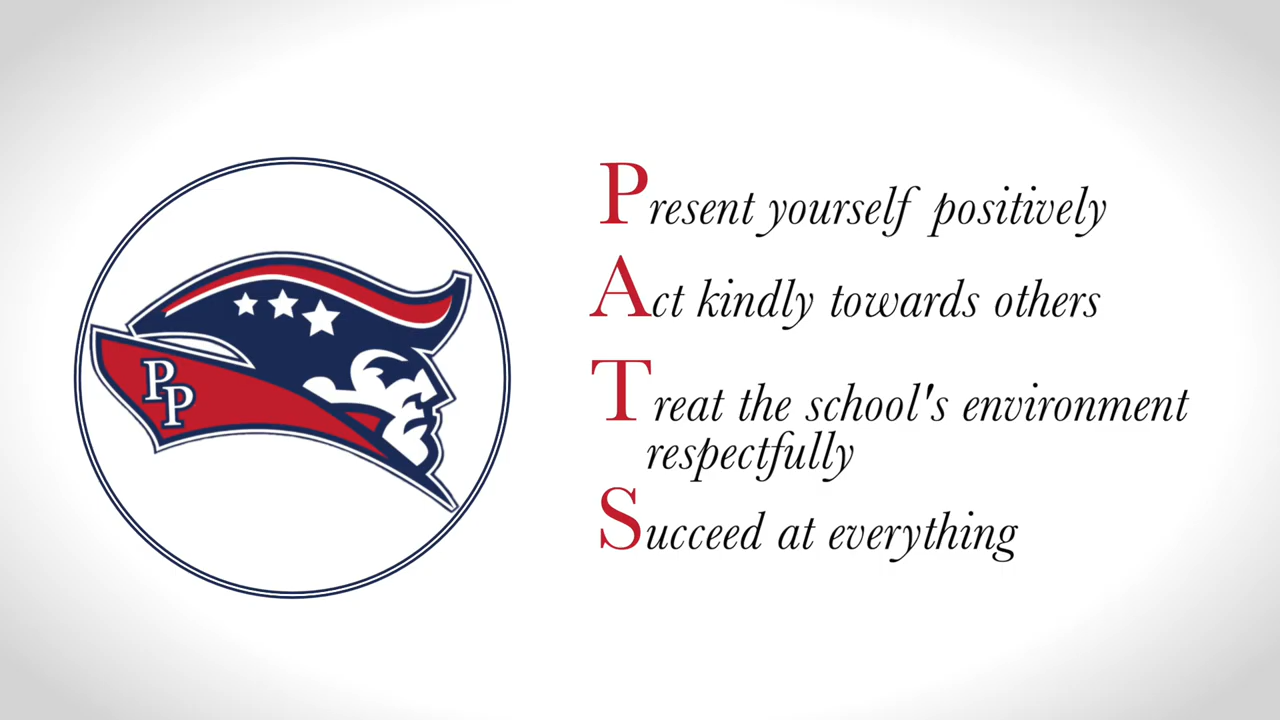 PP
Present yourself positively
Act kindly towards others
Treat the school's environment
respectfully
Succeed at everything